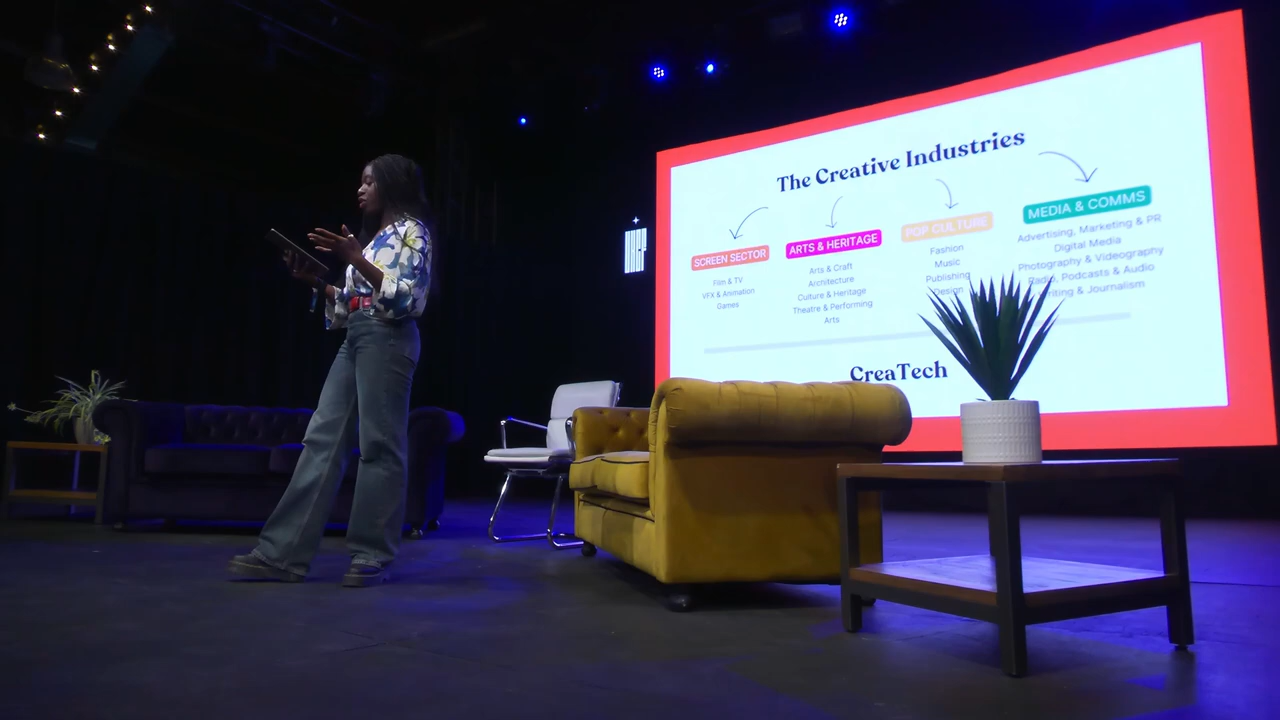 The Creative Industries
SCREEN SECTOR
Film & TV
VFX & Animation
Games
ARTS & HERITAGE
Arts & Craft
Architecture
Culture & Heritage
Theatre & Performing
Arts
POP CULTURE
Fashion
Music
Publishing
Design
MEDIA & COMMS
Advertising, Marketing & PR
Digital Media
Photography & Videography
Radio, Podcasts & Audio
& Journalism
CreaTech